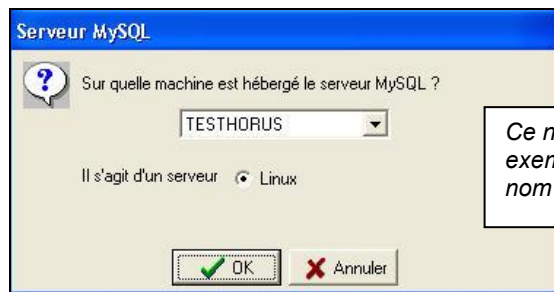 Serveur MySQL
Sur quelle machine est hébergé le serveur MySQL ?
TESTHORUS
Il s'agit d'un serveur Linux
OK Annuler
Ce
nom